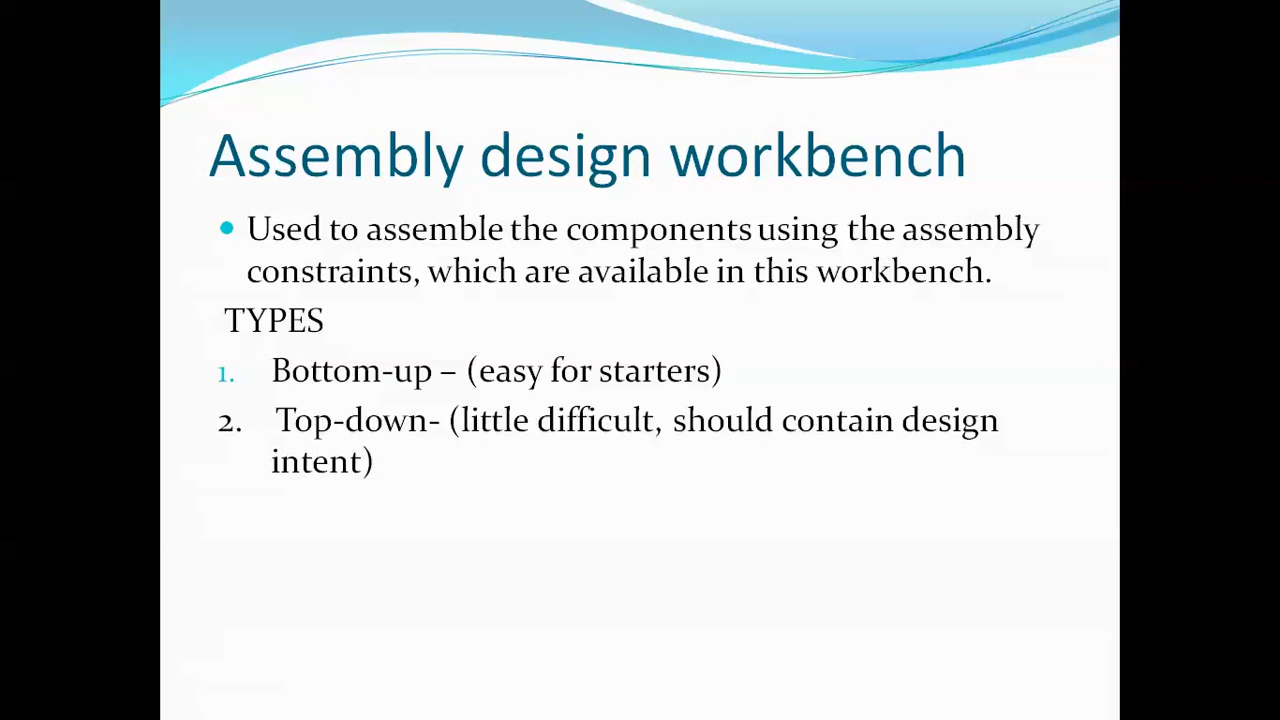 Assembly design workbench
• Used to assemble the components using the assembly
constraints, which are available in this workbench.
TYPES
1. Bottom-up – (easy for starters)
2. Top-down- (little difficult, should contain design
intent)